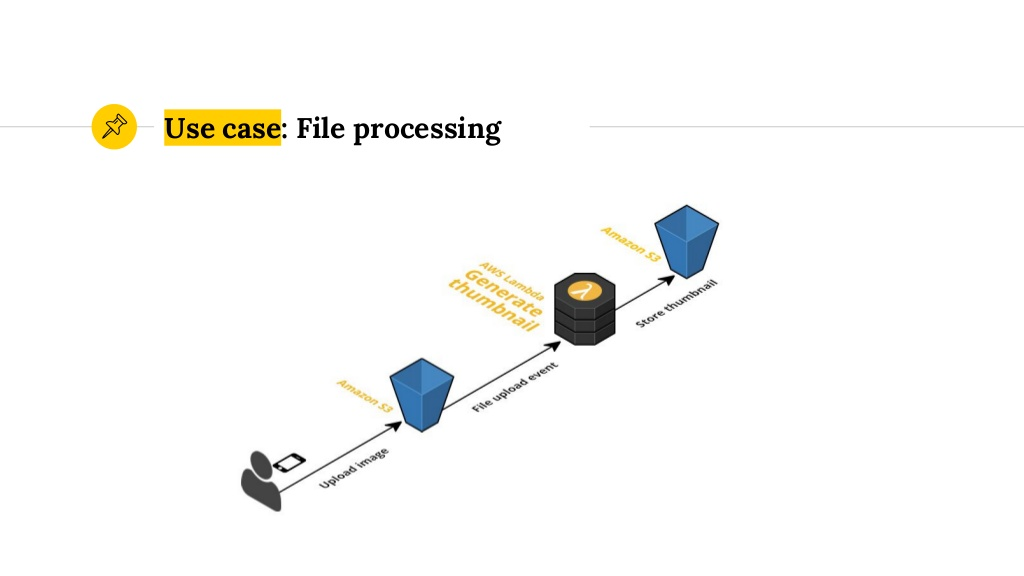 Use case: File processing
Amazon S3
Store thumbnail
AWS Lambda
Generate
thumbnail
File upload event
Amazon S3
Upload image